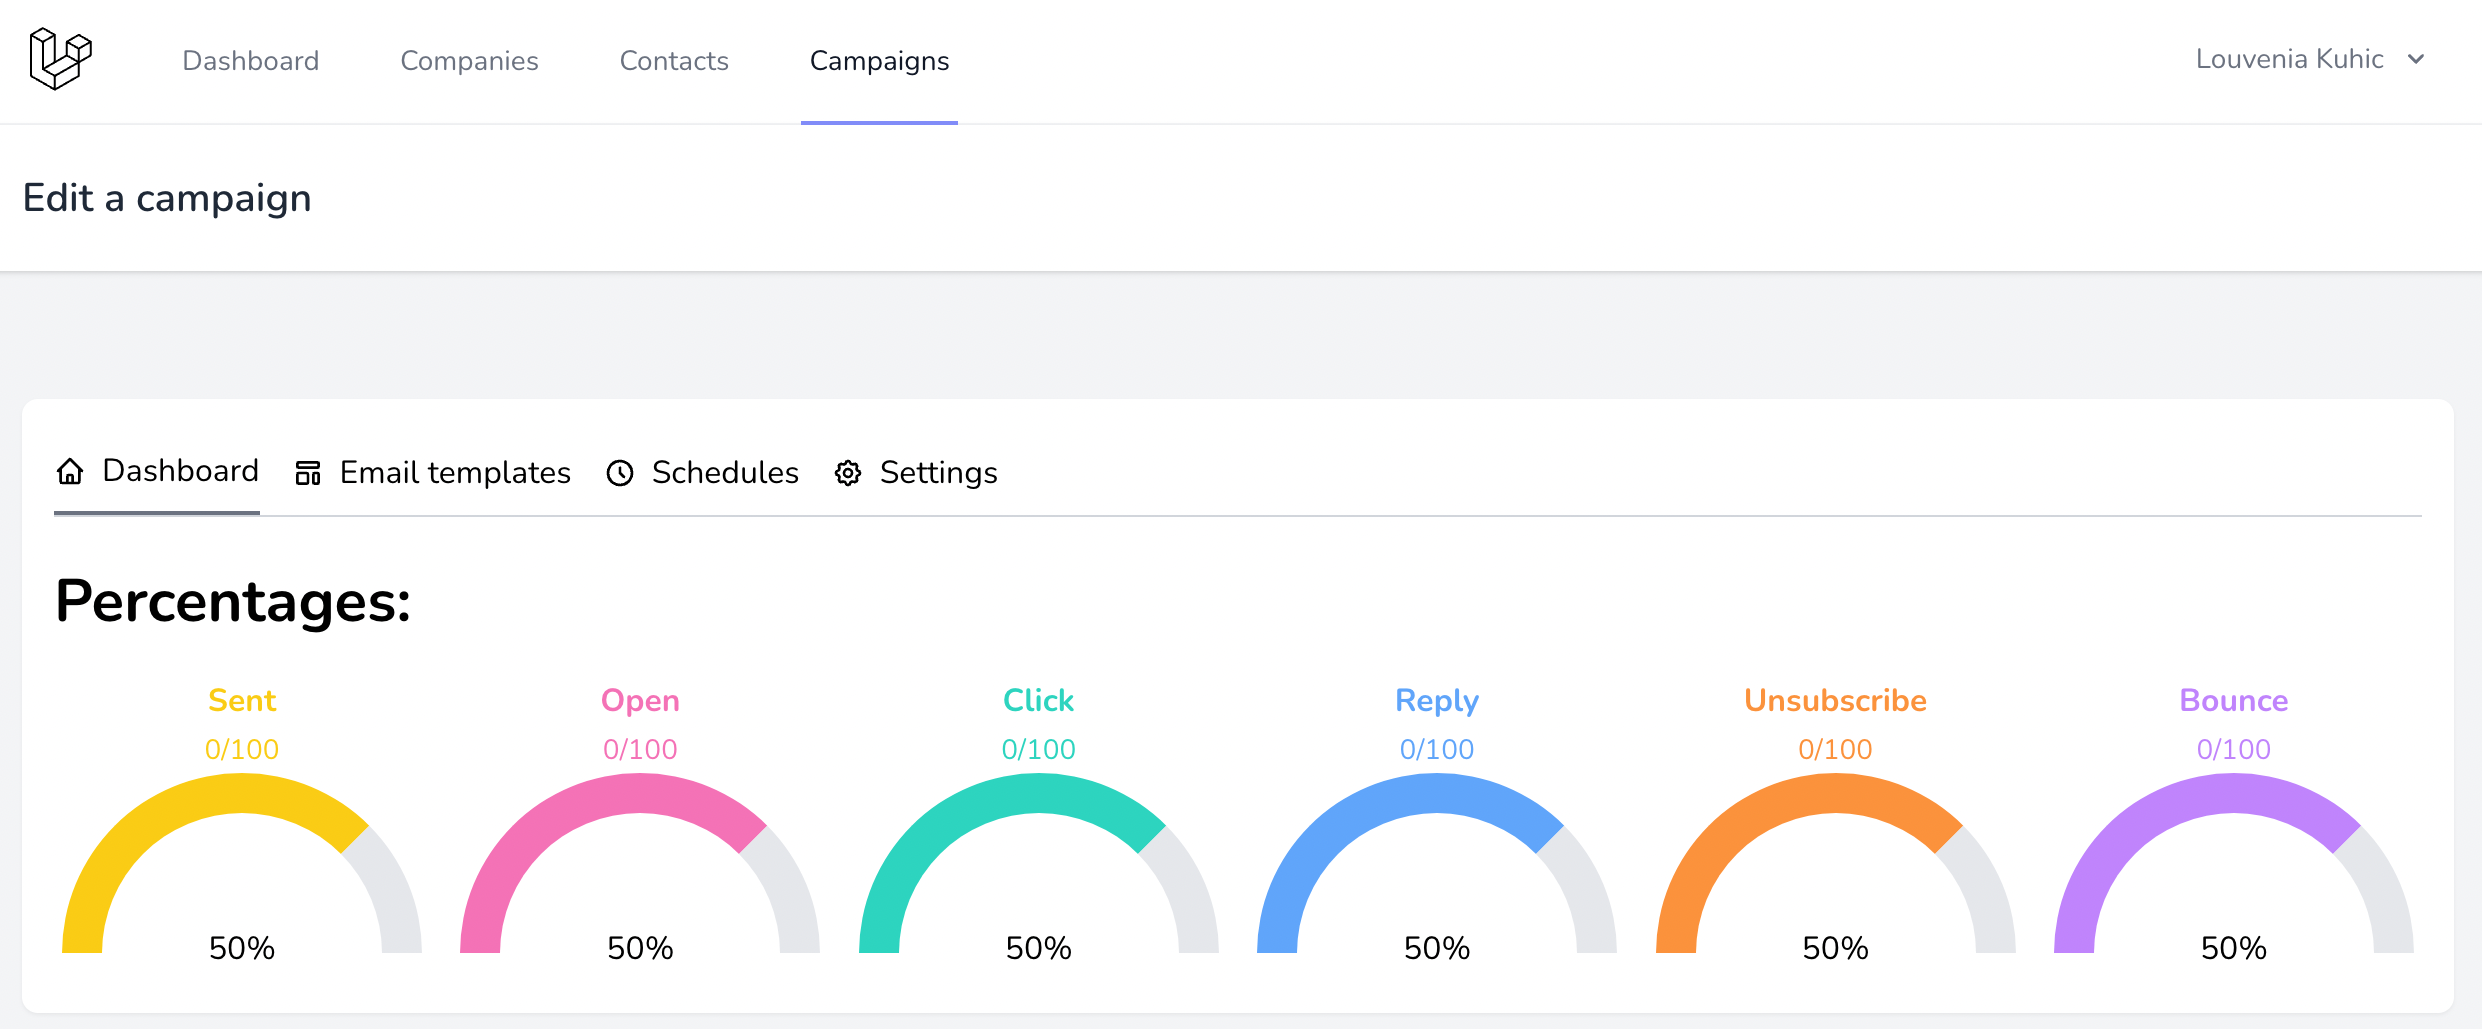 Dashboard Companies Contacts Campaigns Louvenia Kuhic
Edit a campaign
Dashboard Email templates Schedules Settings
Percentages:
Sent Open Click Reply Unsubscribe Bounce
0/100 0/100 0/100 0/100 0/100 0/100
50% 50% 50% 50% 50% 50%